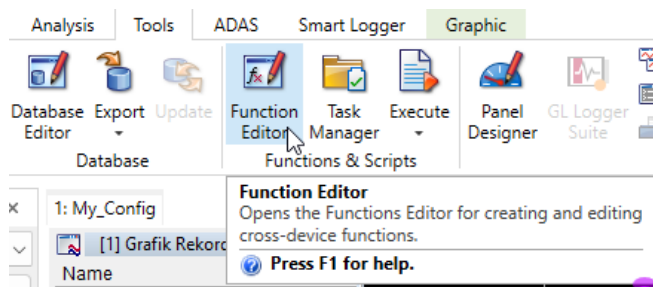 Analysis Tools ADAS Smart Logger Graphic
Database Editor Export Update Function Editor Task Manager Execute Panel Designer GL Logger Suite
Database Functions & Scripts
Function Editor
Opens the Functions Editor for creating and editing
cross-device functions.
Press F1 for help.
1: My_Config
[1] Grafik Rekord
Name